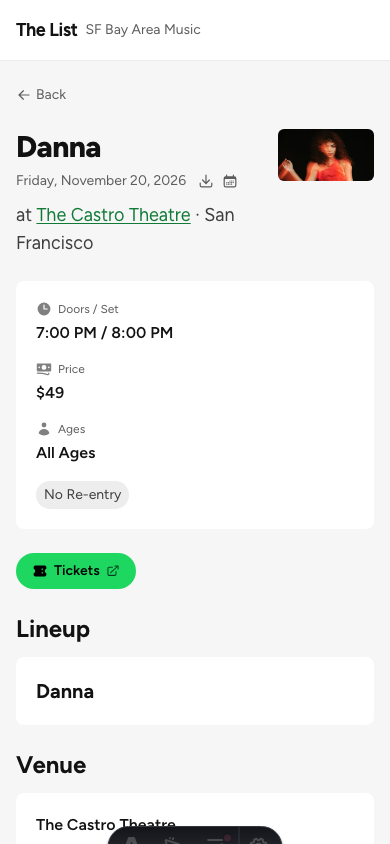 The List SF Bay Area Music
Back
Danna
Friday, November 20, 2026
at The Castro Theatre · San
Francisco
Doors / Set
7:00 PM / 8:00 PM
Price
$49
Ages
All Ages
No Re-entry
Tickets
Lineup
Danna
Venue
The Castro Theatre